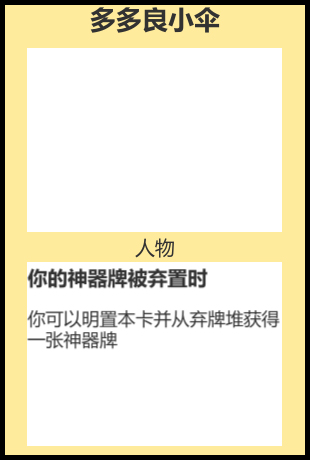 多多良小伞
人物
你的神器牌被弃置时
你可以明置本卡并从弃牌堆获得
一张神器牌